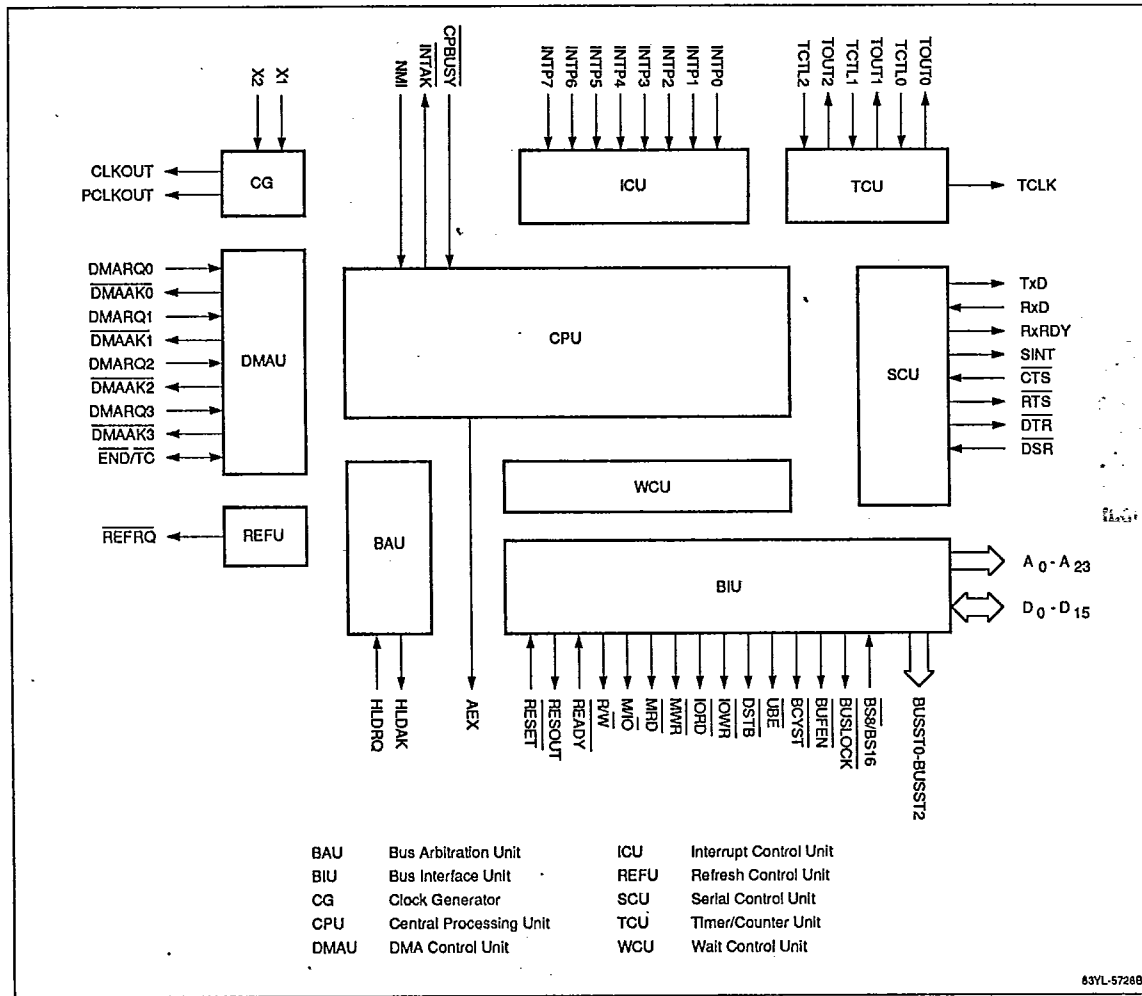 X2
X1
NMI
INTAK
CPBUSY
INTP7
INTP6
INTP5
INTP4
INTP3
INTP2
INTP1
INTP0
TCTL2
TOUT2
TCTL1
TOUT1
TCTL0
TOUT0
CLKOUT
PCLKOUT
CG
ICU
TCU
TCLK
DMARQ0
DMAAK0
DMARQ1
DMAAK1
DMARQ2
DMAAK2
DMARQ3
DMAAK3
END/TC
DMAU
CPU
SCU
TxD
RxD
RxRDY
SINT
CTS
RTS
DTR
DSR
REFRQ
REFU
BAU
WCU
BIU
A0 - A23
D0 - D15
HLDRQ
HLDAK
AEX
RESET
RESOUT
READY
R/W
M/IO
MRD
MWR
IORD
IOWR
DSTB
UBE
BCYST
BUFEN
BUSLOCK
BS8/BS16
BUSST0-BUSST2
BAU Bus Arbitration Unit
BIU Bus Interface Unit
CG Clock Generator
CPU Central Processing Unit
DMAU DMA Control Unit
ICU Interrupt Control Unit
REFU Refresh Control Unit
SCU Serial Control Unit
TCU Timer/Counter Unit
WCU Wait Control Unit
83YL-5726B